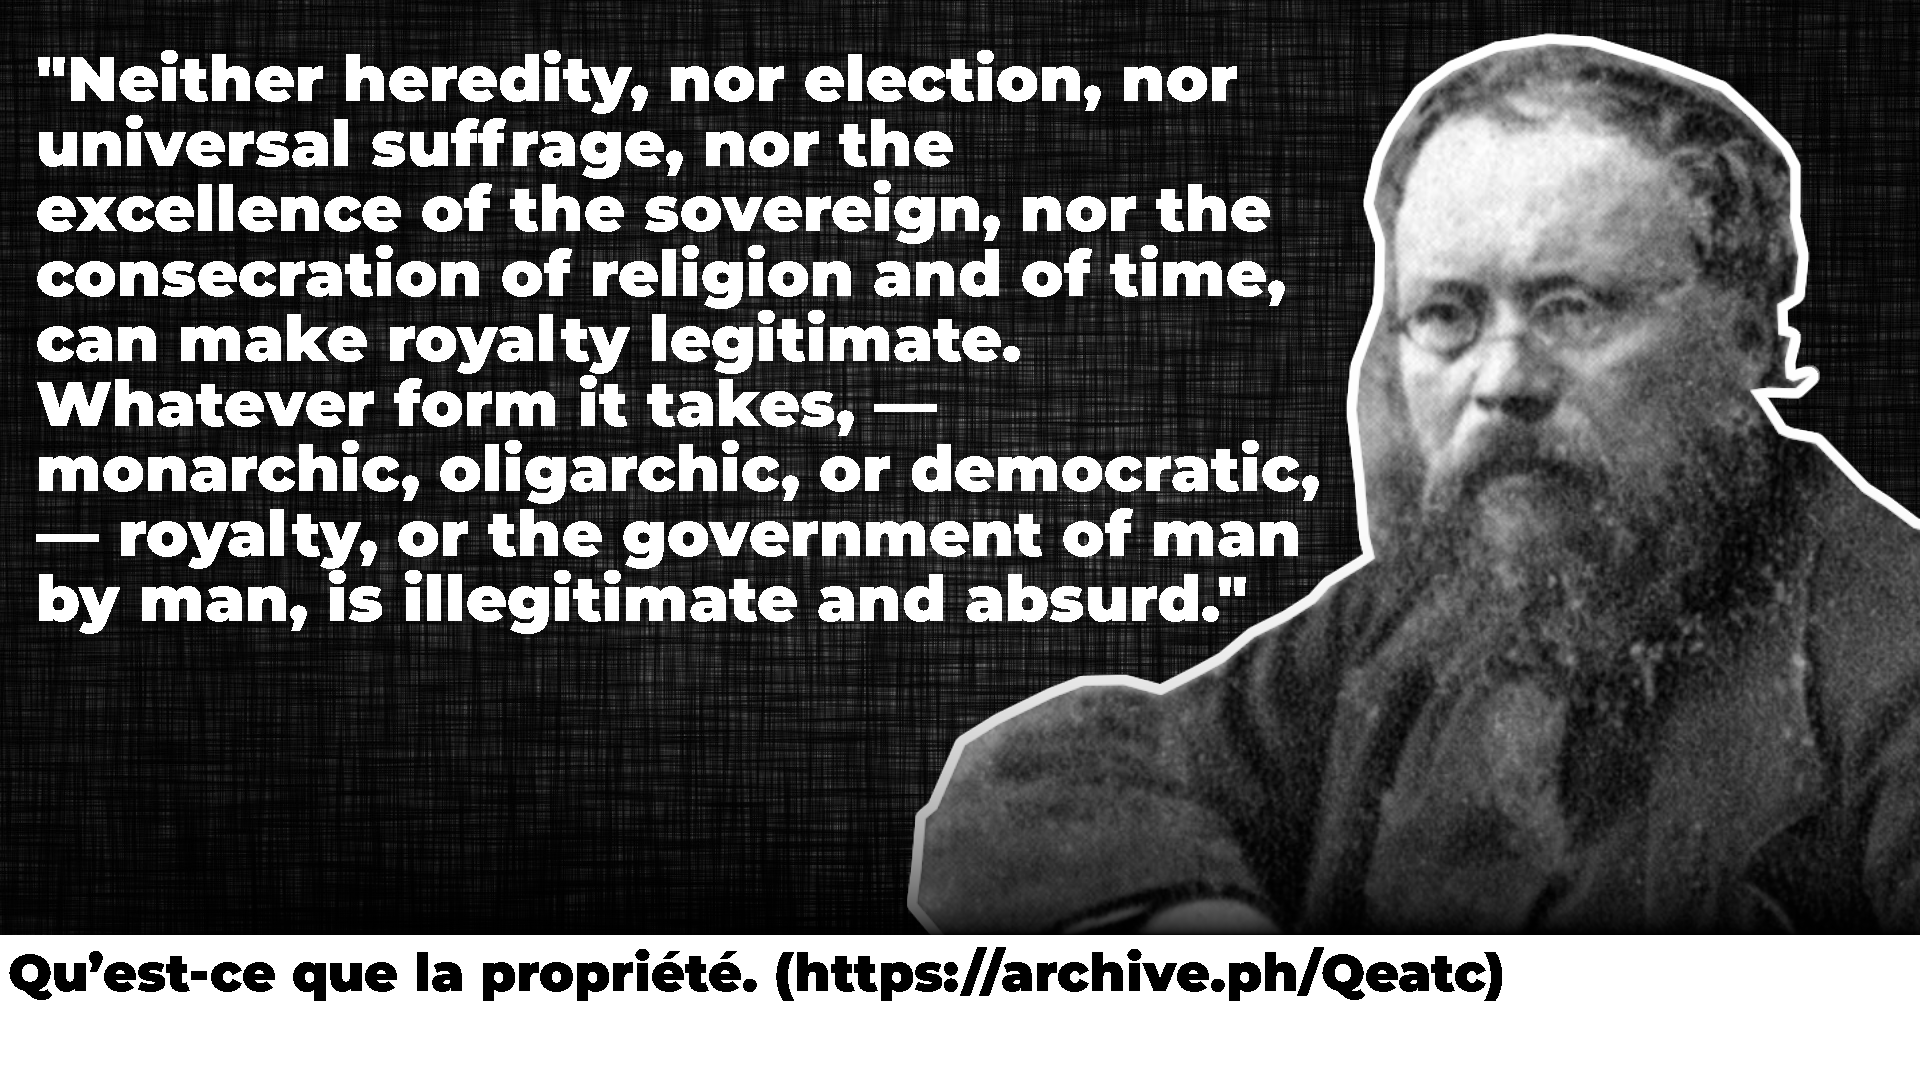 "Neither heredity, nor election, nor
universal suffrage, nor the
excellence of the sovereign, nor the
consecration of religion and of time,
can make royalty legitimate.
Whatever form it takes, —
monarchic, oligarchic, or democratic,
— royalty, or the government of man
by man, is illegitimate and absurd."
Qu’est-ce que la propriété. (https://archive.ph/Qeatc)